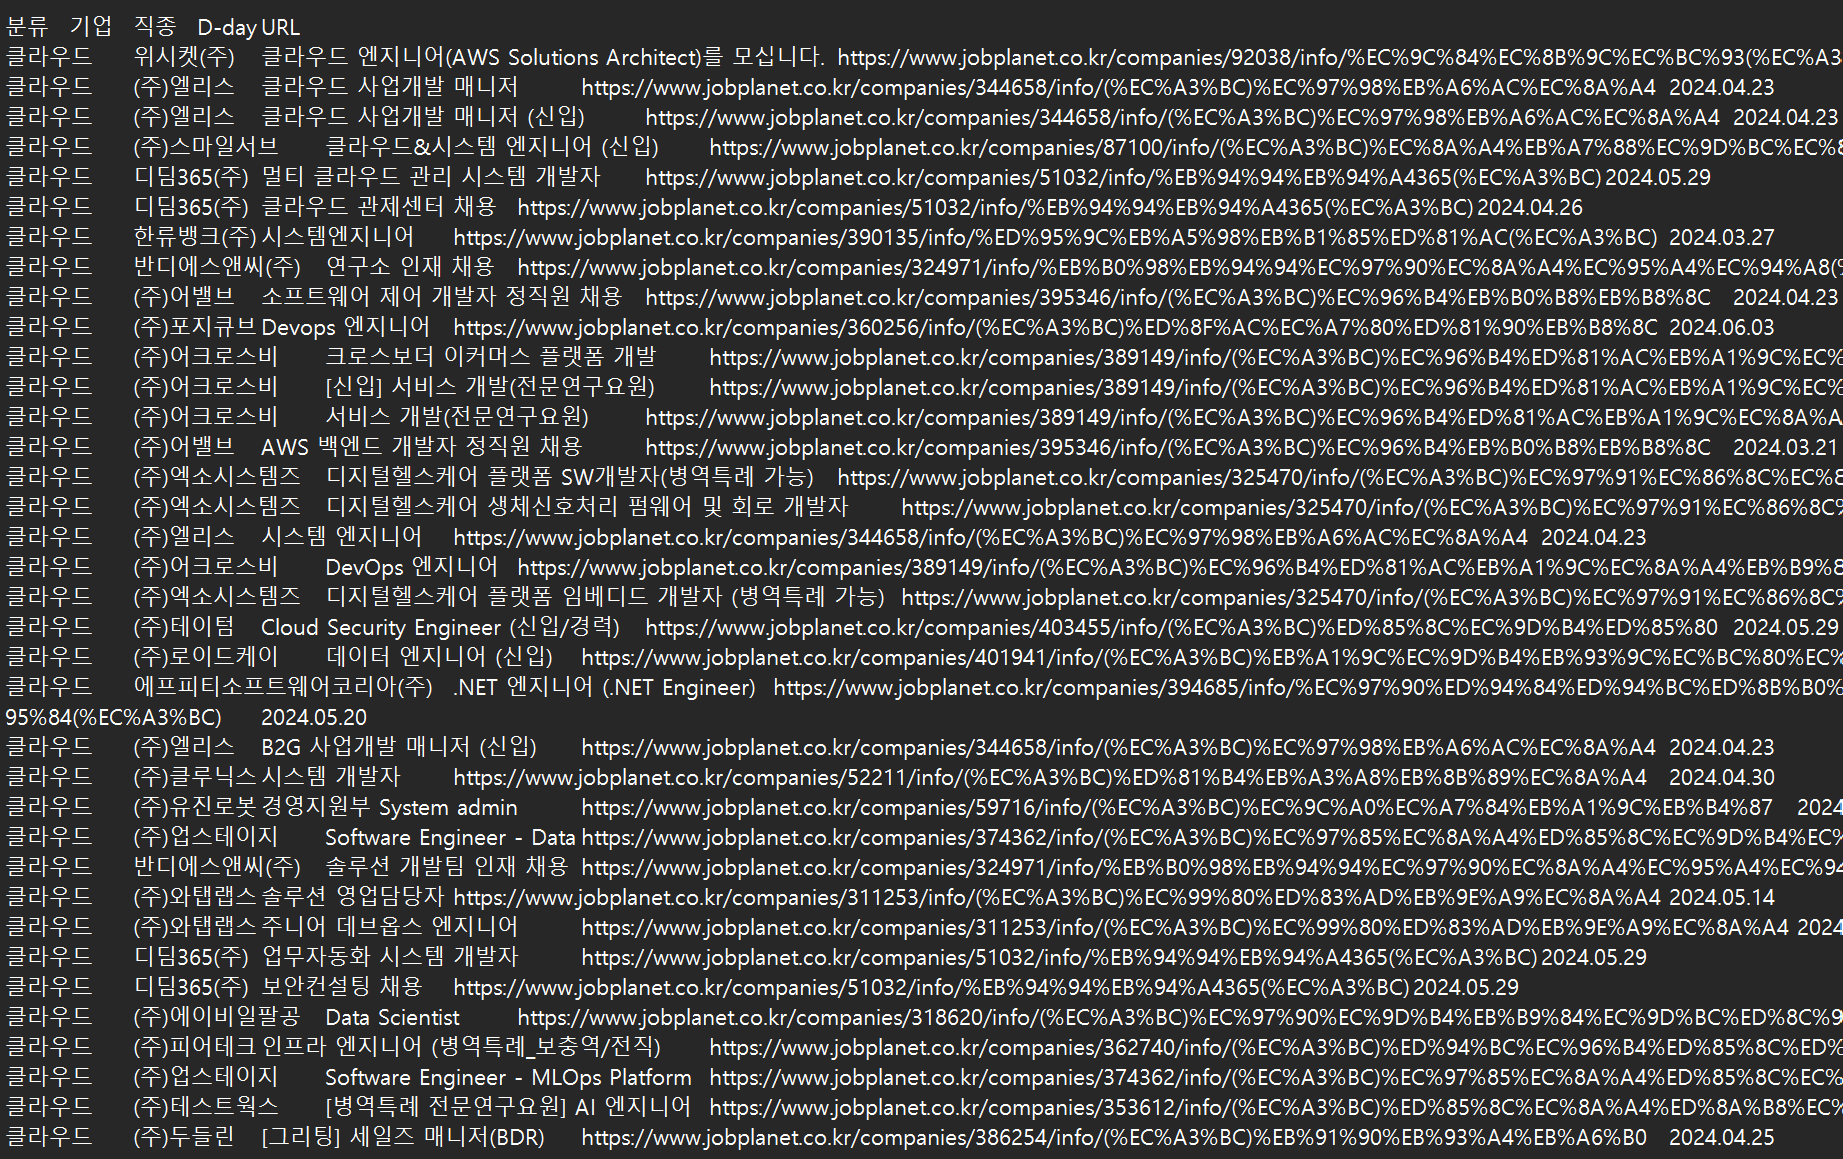 분류 기업 직종 D-day URL
클라우드 위시켓(주) 클라우드 엔지니어(AWS Solutions Architect)를 모십니다. https://www.jobplanet.co.kr/companies/92038/info/%EC%9C%84%EC%8B%9C%EC%BC%93(%EC%A3
클라우드 (주)엘리스 클라우드 사업개발 매니저 https://www.jobplanet.co.kr/companies/344658/info/(%EC%A3%BC)%EC%97%98%EB%A6%AC%EC%8A%A4 2024.04.23
클라우드 (주)엘리스 클라우드 사업개발 매니저 (신입) https://www.jobplanet.co.kr/companies/344658/info/(%EC%A3%BC)%EC%97%98%EB%A6%AC%EC%8A%A4 2024.04.23
클라우드 (주)스마일서브 클라우드&시스템 엔지니어 (신입) https://www.jobplanet.co.kr/companies/87100/info/(%EC%A3%BC)%EC%8A%A4%EB%A7%88%EC%9D%BC%EC%8
클라우드 디딤365(주) 멀티 클라우드 관리 시스템 개발자 https://www.jobplanet.co.kr/companies/51032/info/%EB%94%94%EB%94%A4365(%EC%A3%BC) 2024.05.29
클라우드 디딤365(주) 클라우드 관제센터 채용 https://www.jobplanet.co.kr/companies/51032/info/%EB%94%94%EB%94%A4365(%EC%A3%BC) 2024.04.26
클라우드 한류뱅크(주) 시스템엔지니어 https://www.jobplanet.co.kr/companies/390135/info/%ED%95%9C%EB%A5%98%EB%B1%85%ED%81%AC(%EC%A3%BC) 2024.03.27
클라우드 반디에스앤씨(주) 연구소 인재 채용 https://www.jobplanet.co.kr/companies/324971/info/%EB%B0%98%EB%94%94%EC%97%90%EC%8A%A4%EC%95%A4%EC%94%A8(%
클라우드 (주)어밸브 소프트웨어 제어 개발자 정직원 채용 https://www.jobplanet.co.kr/companies/395346/info/(%EC%A3%BC)%EC%96%B4%EB%B0%B8%EB%B8%8C 2024.04.23
클라우드 (주)포지큐브 Devops 엔지니어 https://www.jobplanet.co.kr/companies/360256/info/(%EC%A3%BC)%ED%8F%AC%EC%A7%80%ED%81%90%EB%B8%8C 2024.06.03
클라우드 (주)어크로스비 크로스보더 이커머스 플랫폼 개발 https://www.jobplanet.co.kr/companies/389149/info/(%EC%A3%BC)%EC%96%B4%ED%81%AC%EB%A1%9C%EC%
클라우드 (주)어크로스비 [신입] 서비스 개발(전문연구요원) https://www.jobplanet.co.kr/companies/389149/info/(%EC%A3%BC)%EC%96%B4%ED%81%AC%EB%A1%9C%EC%
클라우드 (주)어크로스비 서비스 개발(전문연구요원) https://www.jobplanet.co.kr/companies/389149/info/(%EC%A3%BC)%EC%96%B4%ED%81%AC%EB%A1%9C%EC%8A%A
클라우드 (주)어밸브 AWS 백엔드 개발자 정직원 채용 https://www.jobplanet.co.kr/companies/395346/info/(%EC%A3%BC)%EC%96%B4%EB%B0%B8%EB%B8%8C 2024.03.21
클라우드 (주)엑소시스템즈 디지털헬스케어 플랫폼 SW개발자(병역특례 가능) https://www.jobplanet.co.kr/companies/325470/info/(%EC%A3%BC)%EC%97%91%EC%86%8C%EC%8
클라우드 (주)엑소시스템즈 디지털헬스케어 생체신호처리 펌웨어 및 회로 개발자 https://www.jobplanet.co.kr/companies/325470/info/(%EC%A3%BC)%EC%97%91%EC%86%8C%
클라우드 (주)엘리스 시스템 엔지니어 https://www.jobplanet.co.kr/companies/344658/info/(%EC%A3%BC)%EC%97%98%EB%A6%AC%EC%8A%A4 2024.04.23
클라우드 (주)어크로스비 DevOps 엔지니어 https://www.jobplanet.co.kr/companies/389149/info/(%EC%A3%BC)%EC%96%B4%ED%81%AC%EB%A1%9C%EC%8A%A4%EB%B9%8
클라우드 (주)엑소시스템즈 디지털헬스케어 플랫폼 임베디드 개발자 (병역특례 가능) https://www.jobplanet.co.kr/companies/325470/info/(%EC%A3%BC)%EC%97%91%EC%86%8C%
클라우드 (주)테이텀 Cloud Security Engineer (신입/경력) https://www.jobplanet.co.kr/companies/403455/info/(%EC%A3%BC)%ED%85%8C%EC%9D%B4%ED%85%80 2024.05.29
클라우드 (주)로이드케이 데이터 엔지니어 (신입) https://www.jobplanet.co.kr/companies/401941/info/(%EC%A3%BC)%EB%A1%9C%EC%9D%B4%EB%93%9C%EC%BC%80%EC%
클라우드 에프피티소프트웨어코리아(주) .NET 엔지니어 (.NET Engineer) https://www.jobplanet.co.kr/companies/394685/info/%EC%97%90%ED%94%84%ED%94%BC%ED%8B%B0%
95%84(%EC%A3%BC) 2024.05.20
클라우드 (주)엘리스 B2G 사업개발 매니저 (신입) https://www.jobplanet.co.kr/companies/344658/info/(%EC%A3%BC)%EC%97%98%EB%A6%AC%EC%8A%A4 2024.04.23
클라우드 (주)클루닉스 시스템 개발자 https://www.jobplanet.co.kr/companies/52211/info/(%EC%A3%BC)%ED%81%B4%EB%A3%A8%EB%8B%89%EC%8A%A4 2024.04.30
클라우드 (주)유진로봇 경영지원부 System admin https://www.jobplanet.co.kr/companies/59716/info/(%EC%A3%BC)%EC%9C%A0%EC%A7%84%EB%A1%9C%EB%B4%87 2024
클라우드 (주)업스테이지 Software Engineer - Data https://www.jobplanet.co.kr/companies/374362/info/(%EC%A3%BC)%EC%97%85%EC%8A%A4%ED%85%8C%EC%9D%B4%EC%
클라우드 반디에스앤씨(주) 솔루션 개발팀 인재 채용 https://www.jobplanet.co.kr/companies/324971/info/%EB%B0%98%EB%94%94%EC%97%90%EC%8A%A4%EC%95%A4%EC%94
클라우드 (주)와탭랩스 솔루션 영업담당자 https://www.jobplanet.co.kr/companies/311253/info/(%EC%A3%BC)%EC%99%80%ED%83%AD%EB%9E%A9%EC%8A%A4 2024.05.14
클라우드 (주)와탭랩스 주니어 데브옵스 엔지니어 https://www.jobplanet.co.kr/companies/311253/info/(%EC%A3%BC)%EC%99%80%ED%83%AD%EB%9E%A9%EC%8A%A4 2024
클라우드 디딤365(주) 업무자동화 시스템 개발자 https://www.jobplanet.co.kr/companies/51032/info/%EB%94%94%EB%94%A4365(%EC%A3%BC) 2024.05.29
클라우드 디딤365(주) 보안컨설팅 채용 https://www.jobplanet.co.kr/companies/51032/info/%EB%94%94%EB%94%A4365(%EC%A3%BC) 2024.05.29
클라우드 (주)에이비일팔공 Data Scientist https://www.jobplanet.co.kr/companies/318620/info/(%EC%A3%BC)%EC%97%90%EC%9D%B4%EB%B9%84%EC%9D%BC%ED%8C%9
클라우드 (주)피어테크 인프라 엔지니어 (병역특례_보충역/전직) https://www.jobplanet.co.kr/companies/362740/info/(%EC%A3%BC)%ED%94%BC%EC%96%B4%ED%85%8C%ED%
클라우드 (주)업스테이지 Software Engineer - MLOps Platform https://www.jobplanet.co.kr/companies/374362/info/(%EC%A3%BC)%EC%97%85%EC%8A%A4%ED%85%8C%EC%
클라우드 (주)테스트웍스 [병역특례 전문연구요원] AI 엔지니어 https://www.jobplanet.co.kr/companies/353612/info/(%EC%A3%BC)%ED%85%8C%EC%8A%A4%ED%8A%B8%EC%
클라우드 (주)두들린 [그리팅] 세일즈 매니저(BDR) https://www.jobplanet.co.kr/companies/386254/info/(%EC%A3%BC)%EB%91%90%EB%93%A4%EB%A6%B0 2024.04.25